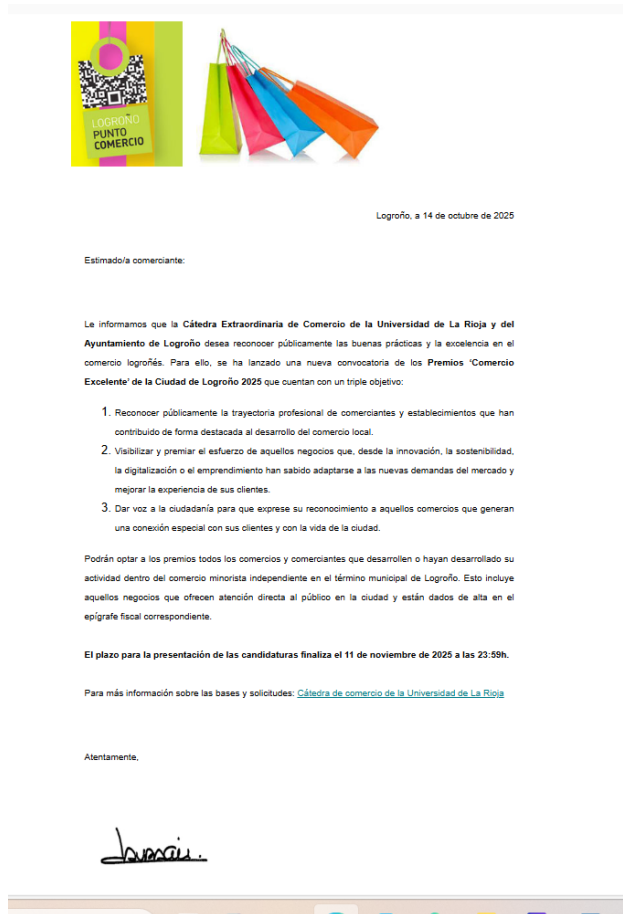 LOGROÑO
PUNTO
COMERCIO
Logroño, a 14 de octubre de 2025
Estimado/a comerciante:
Le informamos que la Cátedra Extraordinaria de Comercio de la Universidad de La Rioja y del
Ayuntamiento de Logroño desea reconocer públicamente las buenas prácticas y la excelencia en el
comercio logroñés. Para ello, se ha lanzado una nueva convocatoria de los Premios ‘Comercio
Excelente’ de la Ciudad de Logroño 2025 que cuentan con un triple objetivo:
1. Reconocer públicamente la trayectoria profesional de comerciantes y establecimientos que han
contribuido de forma destacada al desarrollo del comercio local.
2. Visibilizar y premiar el esfuerzo de aquellos negocios que, desde la innovación, la sostenibilidad,
la digitalización o el emprendimiento han sabido adaptarse a las nuevas demandas del mercado y
mejorar la experiencia de sus clientes.
3. Dar voz a la ciudadanía para que exprese su reconocimiento a aquellos comercios que generan
una conexión especial con sus clientes y con la vida de la ciudad.
Podrán optar a los premios todos los comercios y comerciantes que desarrollen o hayan desarrollado su
actividad dentro del comercio minorista independiente en el término municipal de Logroño. Esto incluye
aquellos negocios que ofrecen atención directa al público en la ciudad y están dados de alta en el
epígrafe fiscal correspondiente.
El plazo para la presentación de las candidaturas finaliza el 11 de noviembre de 2025 a las 23:59h.
Para más información sobre las bases y solicitudes: Cátedra de comercio de la Universidad de La Rioja
Atentamente,